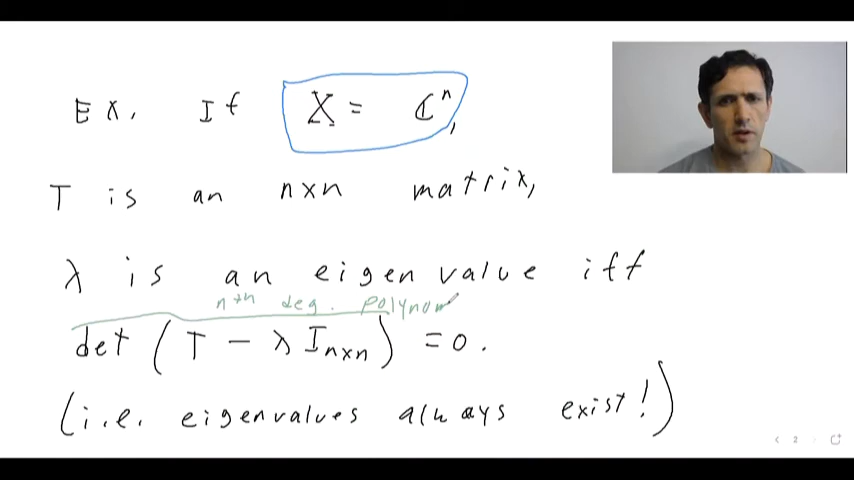 Ex. If X = ℂⁿ,
T is an n×n matrix,
λ is an eigenvalue iff
nth deg. polynom
det ( T - λ Iₙₓₙ ) = 0.
(i.e. eigenvalues always exist!)
2